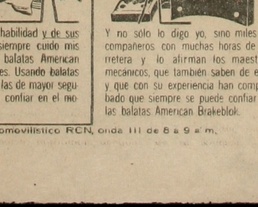 habilidad y de sus
siempre cuido mis
balatas American
es. Usando balatas
las de mayor segu-
confiar en el mo-
Y no sólo lo digo yo, sino miles
compañeros con muchas horas de
rretera y lo afirman los maest
mecánicos, que también saben de e
y que con su experiencia han comp
bado que siempre se puede confiar
las balatas American Brakeblok.
omovilístico RCN, onda III de 8 a 9 a m,